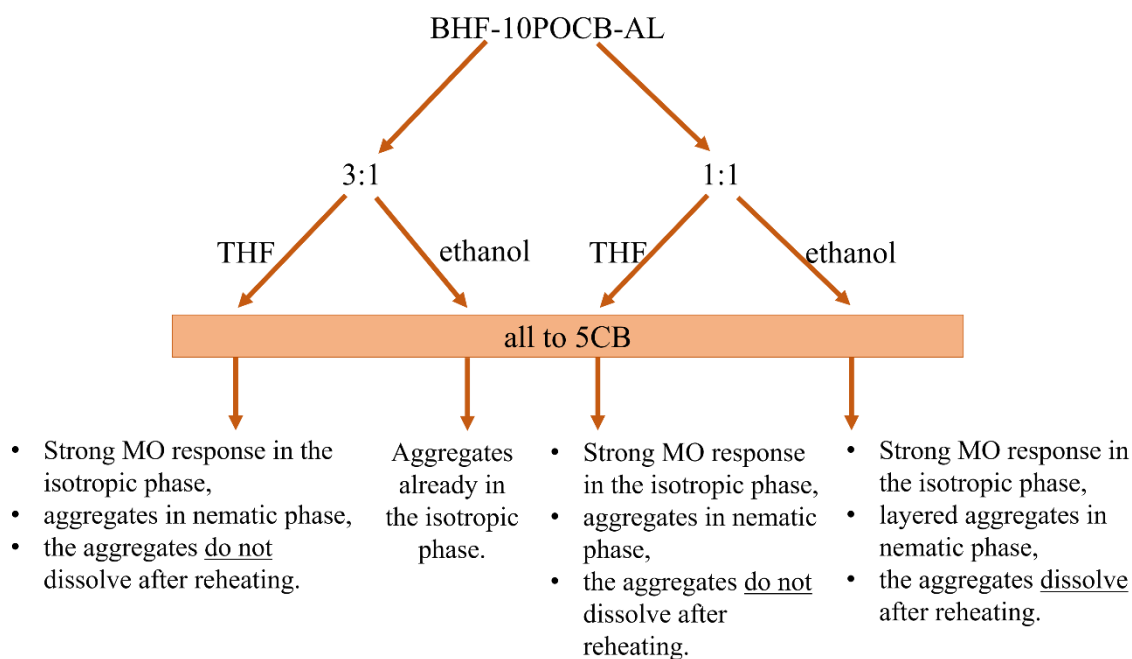 BHF-10POCB-AL
3:1
1:1
THF
ethanol
THF
ethanol
all to 5CB
• Strong MO response in the
isotropic phase,
• aggregates in nematic phase,
• the aggregates do not
dissolve after reheating.
Aggregates
already in
the isotropic
phase.
• Strong MO response
in the isotropic phase,
• aggregates in nematic
phase,
• the aggregates do not
dissolve after
reheating.
• Strong MO response in
the isotropic phase,
• layered aggregates in
nematic phase,
• the aggregates dissolve
after reheating.